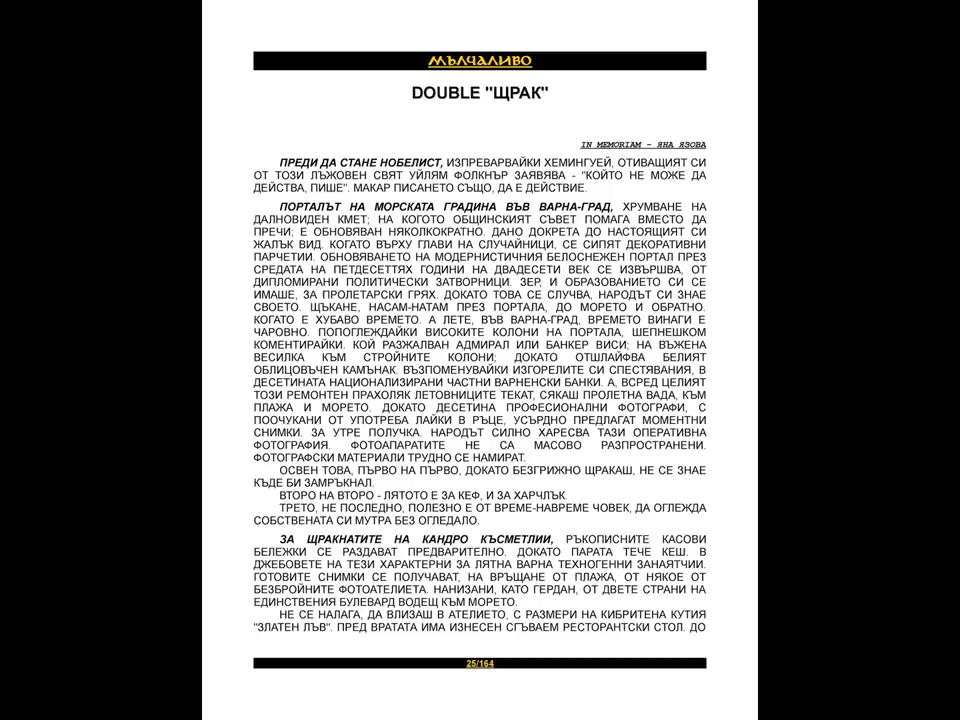 МЪЛЧАЛИВО
DOUBLE "ЩРАК"
IN MEMORIAM – ЯНА ЯЗОВА
ПРЕДИ ДА СТАНЕ НОБЕЛИСТ, ИЗПРЕВАРВАЙКИ ХЕМИНГУЕЙ, ОТИВАЩИЯТ СИ
ОТ ТОЗИ ЛЪЖОВЕН СВЯТ УЙЛЯМ ФОЛКНЪР ЗАЯВЯВА - "КОЙТО НЕ МОЖЕ ДА
ДЕЙСТВА, ПИШЕ". МАКАР ПИСАНЕТО СЪЩО, ДА Е ДЕЙСТВИЕ.
ПОРТАЛЪТ НА МОРСКАТА ГРАДИНА ВЪВ ВАРНА-ГРАД, ХРУМВАНЕ НА
ДАЛНОВИДЕН КМЕТ; НА КОГОТО ОБЩИНСКИЯТ СЪВЕТ ПОМАГА ВМЕСТО ДА
ПРЕЧИ; Е ОБНОВЯВАН НЯКОЛКОКРАТНО. ДАНО ДОКРЕТА ДО НАСТОЯЩИЯТ СИ
ЖАЛЪК ВИД. КОГАТО ВЪРХУ ГЛАВИ НА СЛУЧАЙНИЦИ, СЕ СИПЯТ ДЕКОРАТИВНИ
ПАРЧЕТИИ. ОБНОВЯВАНЕТО НА МОДЕРНИСТИЧНИЯ БЕЛОСНЕЖЕН ПОРТАЛ ПРЕЗ
СРЕДАТА НА ПЕТДЕСЕТТЯХ ГОДИНИ НА ДВАДЕСЕТИ ВЕК СЕ ИЗВЪРШВА, ОТ
ДИПЛОМИРАНИ ПОЛИТИЧЕСКИ ЗАТВОРНИЦИ. ЗЕР, И ОБРАЗОВАНИЕТО СИ СЕ
ИМАШЕ, ЗА ПРОЛЕТАРСКИ ГРЯХ. ДОКАТО ТОВА СЕ СЛУЧВА, НАРОДЪТ СИ ЗНАЕ
СВОЕТО. ЩЪКАНЕ, НАСАМ-НАТАМ ПРЕЗ ПОРТАЛА, ДО МОРЕТО И ОБРАТНО.
КОГАТО Е ХУБАВО ВРЕМЕТО. А ЛЕТЕ, ВЪВ ВАРНА-ГРАД, ВРЕМЕТО ВИНАГИ Е
ЧАРОВНО. ПОПОГЛЕЖДАЙКИ ВИСОКИТЕ КОЛОНИ НА ПОРТАЛА, ШЕПНЕШКОМ
КОМЕНТИРАЙКИ. КОЙ РАЗЖАЛВАН АДМИРАЛ ИЛИ БАНКЕР ВИСИ; НА ВЪЖЕНА
ВЕСИЛКА КЪМ СТРОЙНИТЕ КОЛОНИ; ДОКАТО ОТШЛАЙФВА БЕЛИЯТ
ОБЛИЦОВЪЧЕН КАМЪНАК. ВЪЗПОМЕНУВАЙКИ ИЗГОРЕЛИТЕ СИ СПЕСТЯВАНИЯ, В
ДЕСЕТИНАТА НАЦИОНАЛИЗИРАНИ ЧАСТНИ ВАРНЕНСКИ БАНКИ. А, ВСРЕД ЦЕЛИЯТ
ТОЗИ РЕМОНТЕН ПРАХОЛЯК ЛЕТОВНИЦИТЕ ТЕКАТ, СЯКАШ ПРОЛЕТНА ВАДА, КЪМ
ПЛАЖА И МОРЕТО. ДОКАТО ДЕСЕТИНА ПРОФЕСИОНАЛНИ ФОТОГРАФИ, С
ПООЧУКАНИ ОТ УПОТРЕБА ЛАЙКИ В РЪЦЕ, УСЪРДНО ПРЕДЛАГАТ МОМЕНТНИ
СНИМКИ. ЗА УТРЕ ПОЛУЧКА. НАРОДЪТ СИЛНО ХАРЕСВА ТАЗИ ОПЕРАТИВНА
ФОТОГРАФИЯ. ФОТОАПАРАТИТЕ НЕ СА МАСОВО РАЗПРОСТРАНЕНИ.
ФОТОГРАФСКИ МАТЕРИАЛИ ТРУДНО СЕ НАМИРАТ.
ОСВЕН ТОВА, ПЪРВО НА ПЪРВО, ДОКАТО БЕЗГРИЖНО ЩРАКАШ, НЕ СЕ ЗНАЕ
КЪДЕ БИ ЗАМРЪКНАЛ.
ВТОРО НА ВТОРО - ЛЯТОТО Е ЗА КЕФ, И ЗА ХАРЧЛЪК.
ТРЕТО, НЕ ПОСЛЕДНО, ПОЛЕЗНО Е ОТ ВРЕМЕ-НАВРЕМЕ ЧОВЕК, ДА ОГЛЕЖДА
СОБСТВЕНАТА СИ МУТРА БЕЗ ОГЛЕДАЛО.
ЗА ЩРАКНАТИТЕ НА КАНДРО КЪСМЕТЛИИ, РЪКОПИСНИТЕ КАСОВИ
БЕЛЕЖКИ СЕ РАЗДАВАТ ПРЕДВАРИТЕЛНО. ДОКАТО ПАРАТА ТЕЧЕ КЕШ. В
ДЖЕБОВЕТЕ НА ТЕЗИ ХАРАКТЕРНИ ЗА ЛЯТНА ВАРНА ТЕХНОГЕННИ ЗАНАЯТЧИИ.
ГОТОВИТЕ СНИМКИ СЕ ПОЛУЧАВАТ, НА ВРЪЩАНЕ ОТ ПЛАЖА, ОТ НЯКОЕ ОТ
БЕЗБРОЙНИТЕ ФОТОАТЕЛИЕТА. НАНИЗАНИ, КАТО ГЕРДАН, ОТ ДВЕТЕ СТРАНИ НА
ЕДИНСТВЕНИЯ БУЛЕВАРД ВОДЕЩ КЪМ МОРЕТО.
НЕ СЕ НАЛАГА, ДА ВЛИЗАШ В АТЕЛИЕТО, С РАЗМЕРИ НА КИБРИТЕНА КУТИЯ
"ЗЛАТЕН ЛЪВ". ПРЕД ВРАТАТА ИМА ИЗНЕСЕН СГЪВАЕМ РЕСТОРАНТСКИ СТОЛ. ДО
25/164